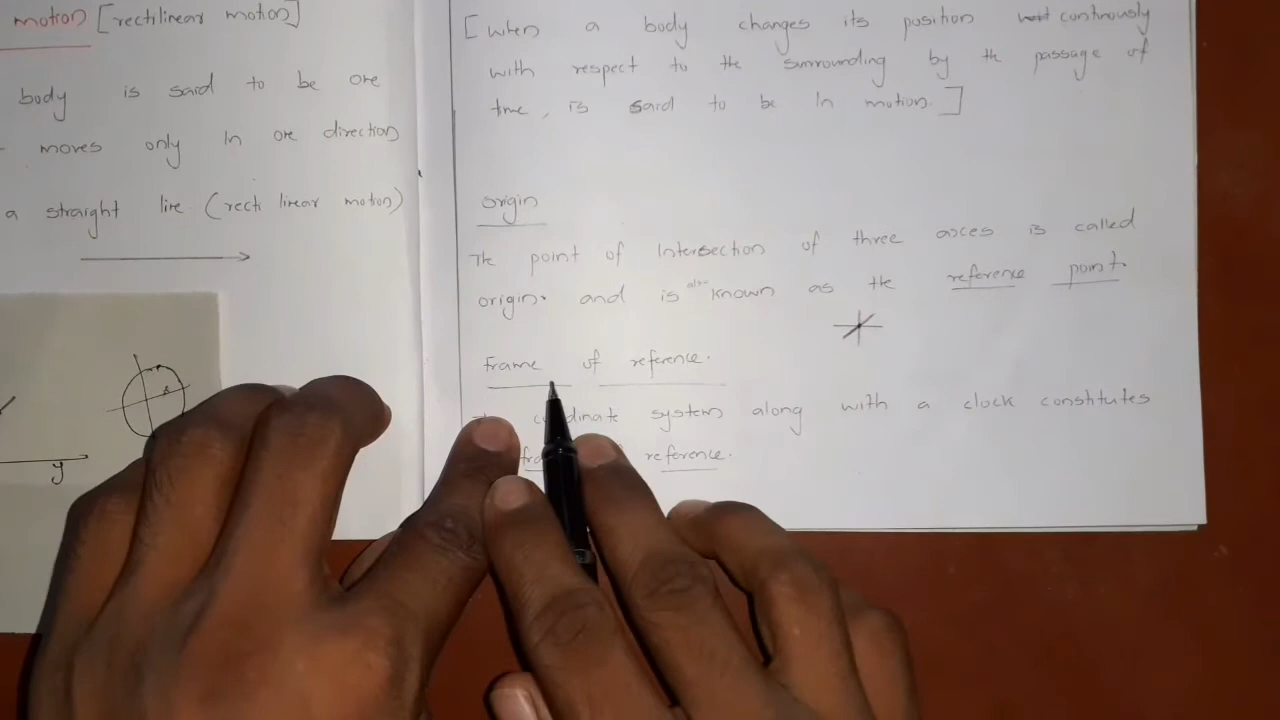 motion [rectilinear motion]
body is said to be one
moves only in one direction
a straight line (recti linear motion)
y
[when a body changes its position continously
with respect to the surrounding by the passage of
time, is said to be In motion.]
origin
The point of Intersection of three axces is called
origin. and is also known as the reference point.
frame of reference.
coordinate system along with a clock constitutes
reference.